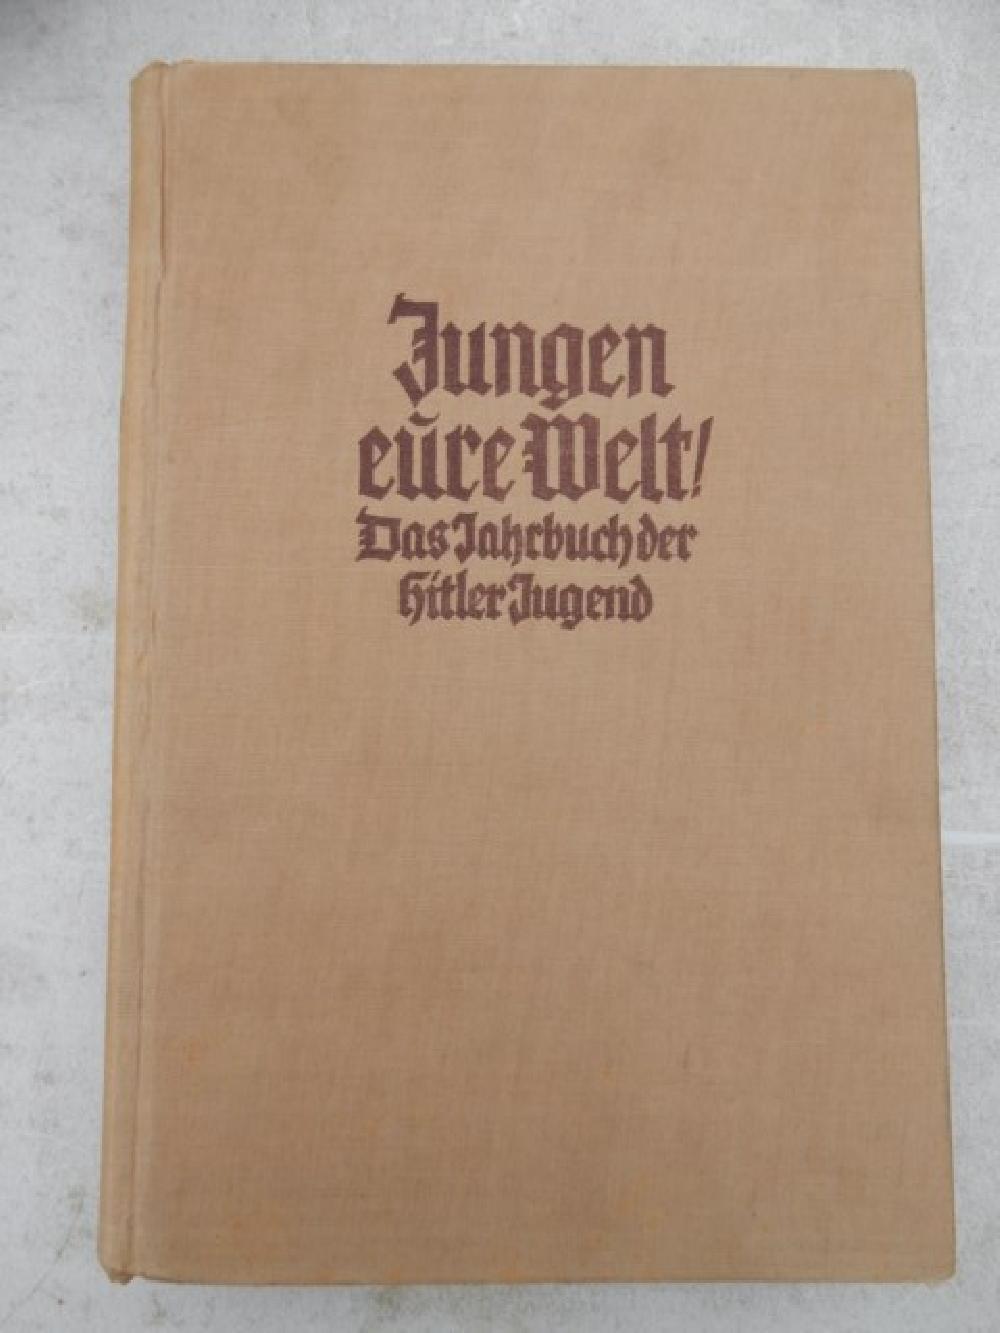 Jungen
eure Welt!
Das Jahrbuch der
Hitler Jugend